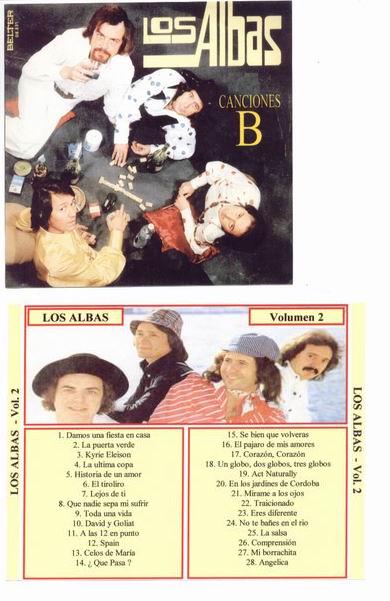 BELTER
LOS Albas
CANCIONES
B
LOS ALBAS
Volumen 2
LOS ALBAS - Vol. 2
1. Damos una fiesta en casa
2. La puerta verde
3. Kyrie Eleison
4. La ultima copa
5. Historia de un amor
6. El tiroliro
7. Lejos de ti
8. Que nadie sepa mi sufrir
9. Toda una vida
10. David y Goliat
11. A las 12 en punto
12. Spain
13. Celos de María
14. ¿ Que Pasa ?
15. Se bien que volveras
16. El pajaro de mis amores
17. Corazón, Corazón
18. Un globo, dos globos, tres globos
19. Act Naturally
20. En los jardines de Cordoba
21. Mirame a los ojos
22. Traicionado
23. Eres diferente
24. No te bañes en el rio
25. La salsa
26. Comprensión
27. Mi borrachita
28. Angelica
LOS ALBAS - Vol. 2